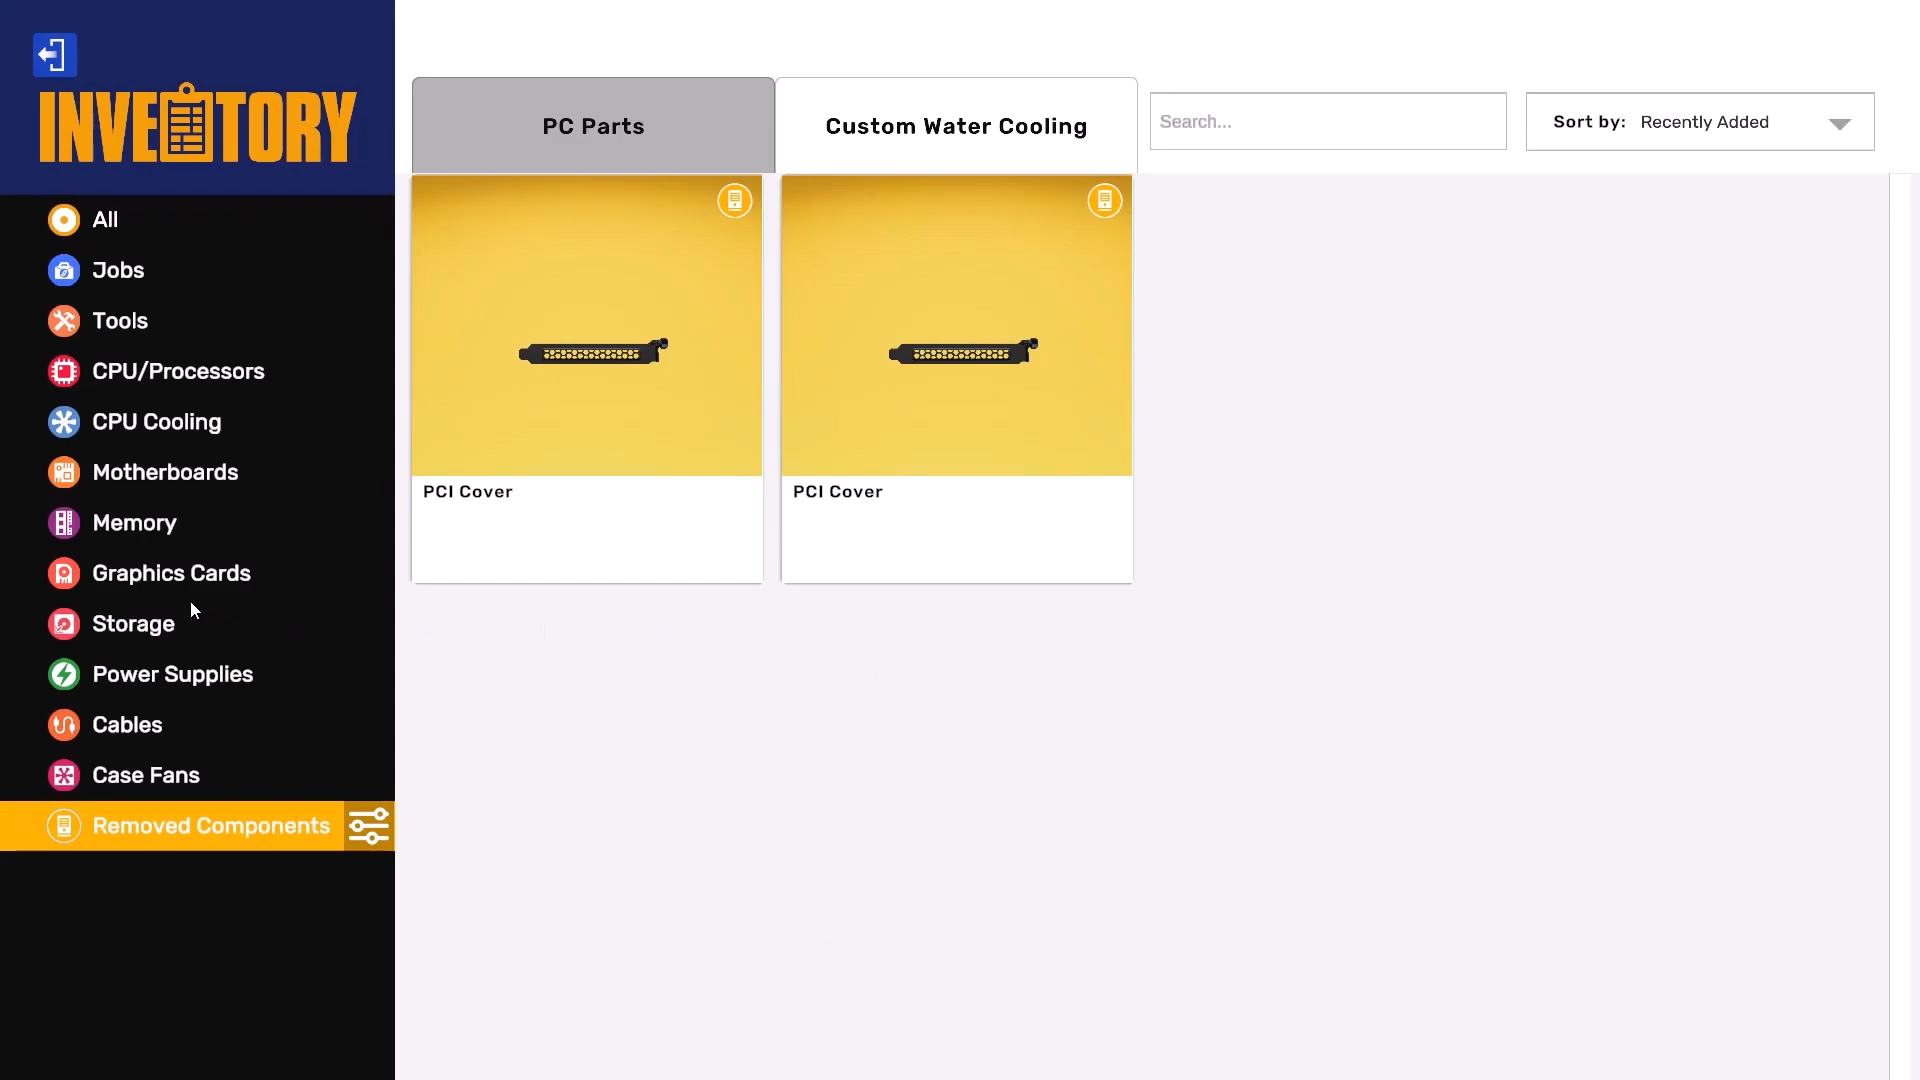 INVENTORY
PC Parts
Custom Water Cooling
Search...
Sort by: Recently Added
All
Jobs
Tools
CPU/Processors
CPU Cooling
Motherboards
Memory
Graphics Cards
Storage
Power Supplies
Cables
Case Fans
Removed Components
PCI Cover
PCI Cover